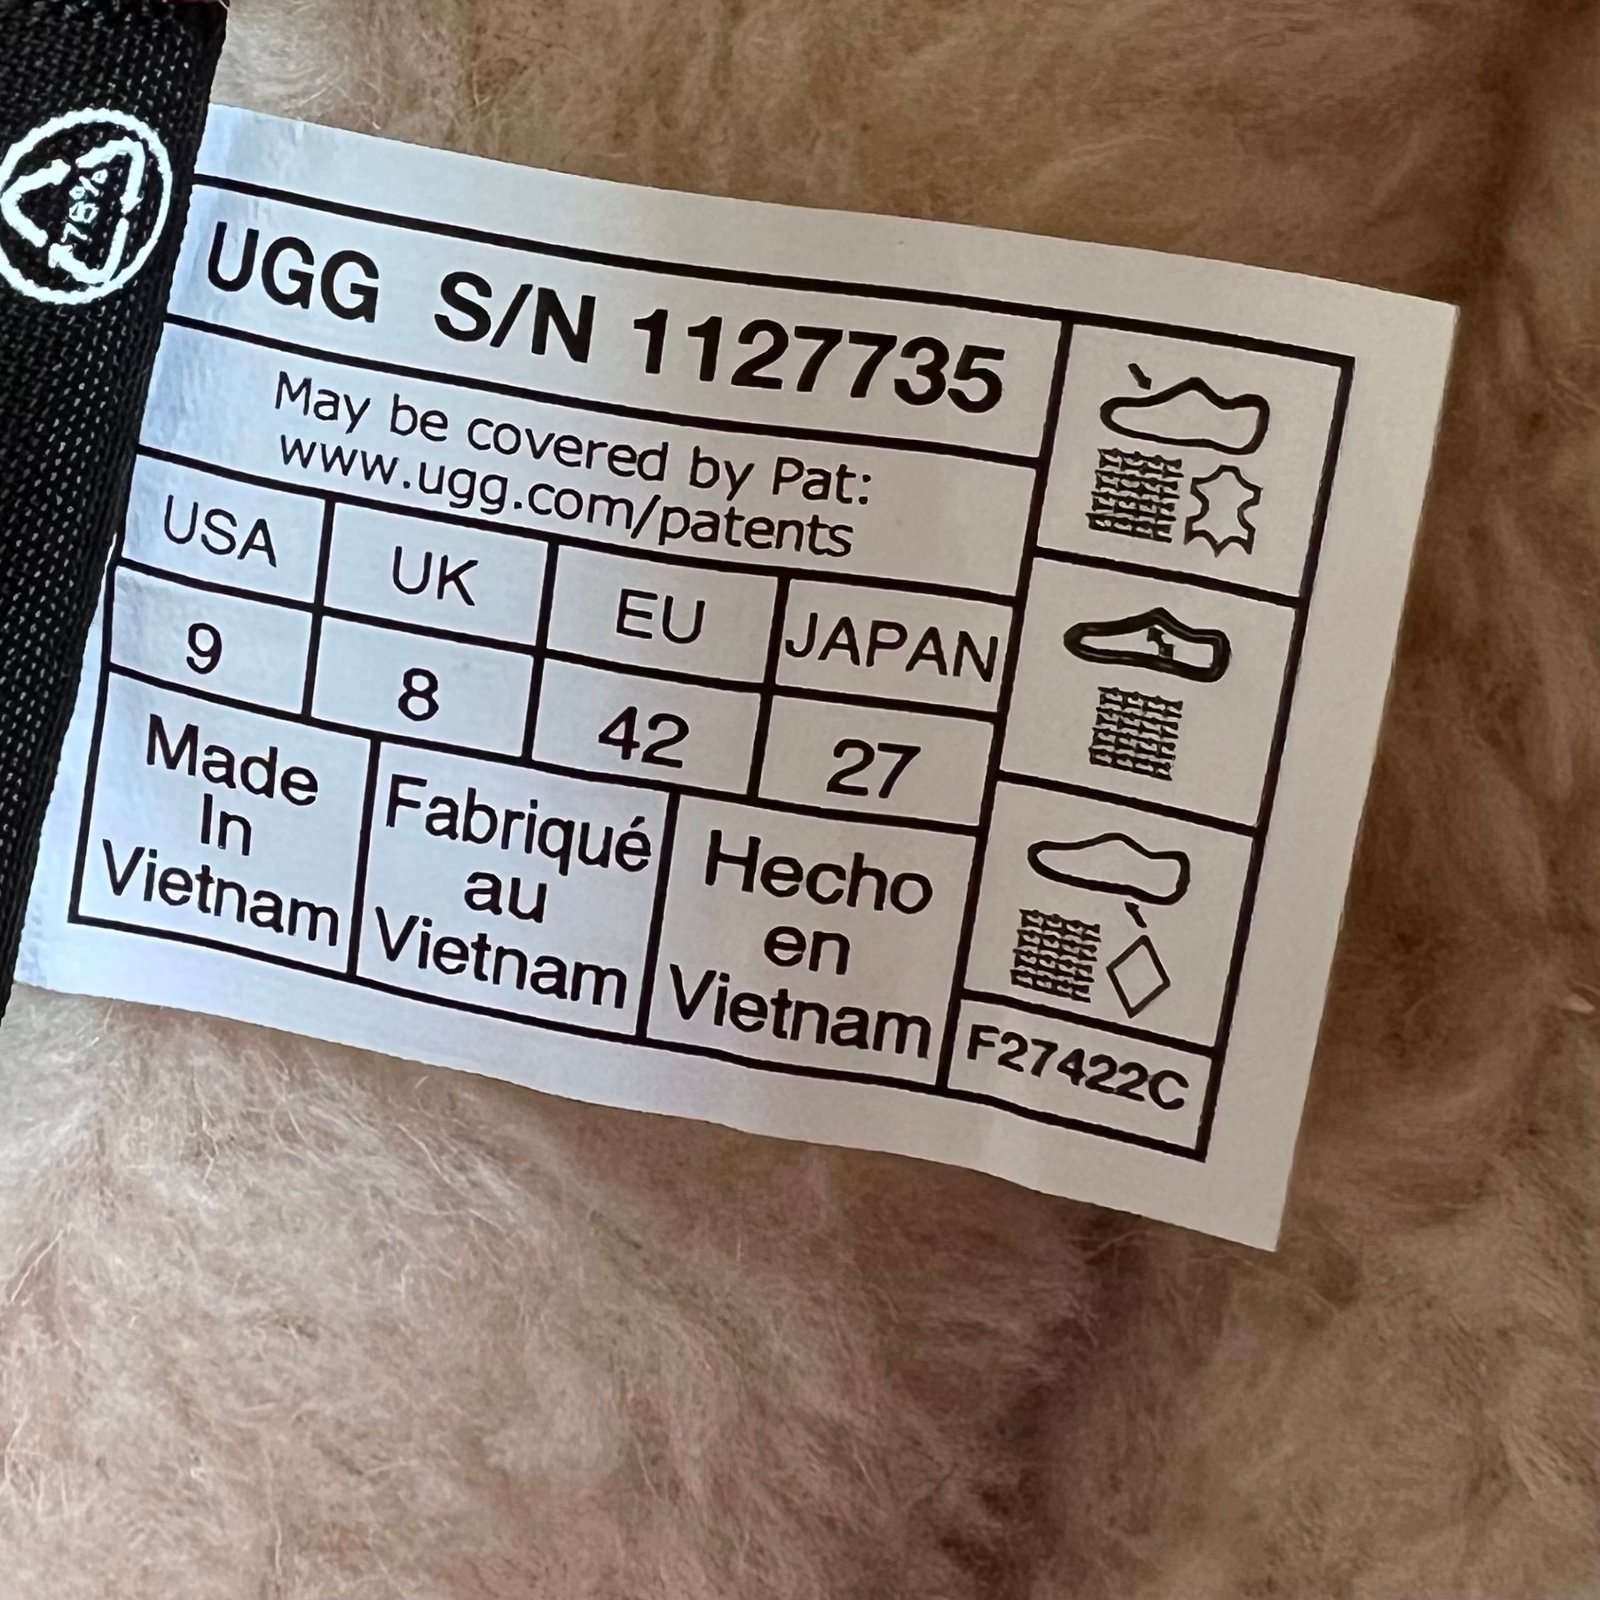 78%
UGG S/N 1127735
May be covered by Pat:
www.ugg.com/patents
USA UK EU JAPAN
9 8 42 27
Made
In
Vietnam
Fabriqué
au
Vietnam
Hecho
en
Vietnam
F27422C